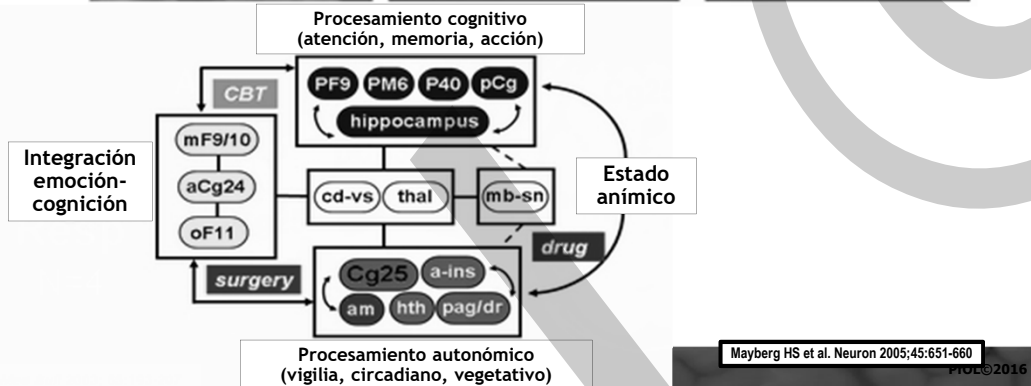 Procesamiento cognitivo
(atención, memoria, acción)
PF9 PM6 P40 pCg
hippocampus
CBT
mF9/10
aCg24
oF11
Integración
emoción-
cognición
cd-vs thal mb-sn
Estado
anímico
drug
surgery
Cg25 a-ins
am hth pag/dr
Procesamiento autonómico
(vigilia, circadiano, vegetativo)
Mayberg HS et al. Neuron 2005;45:651-660
PIOL©2016